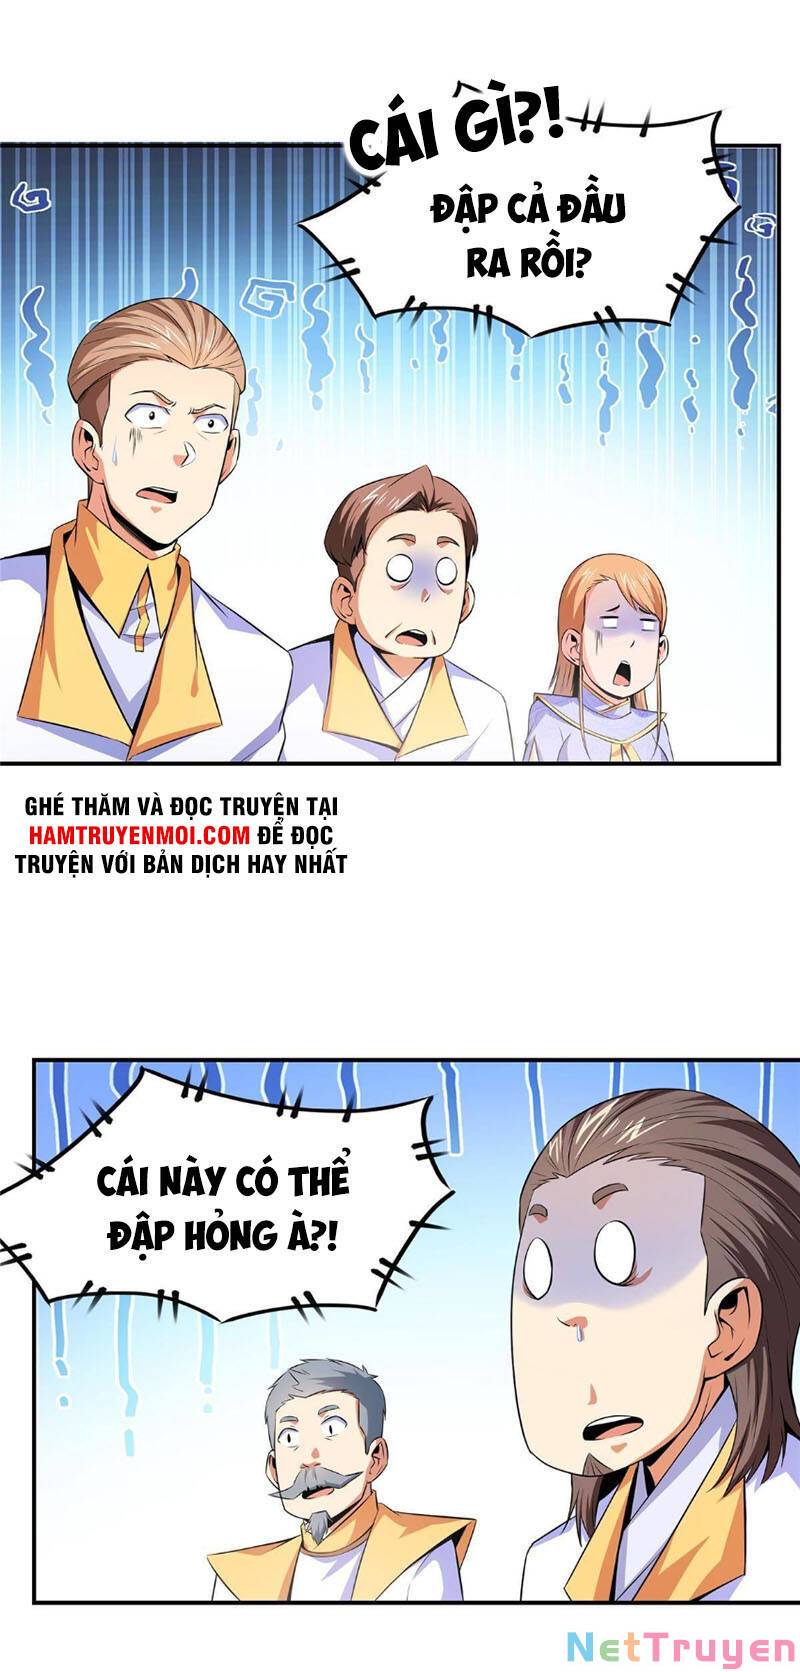 CÁI GÌ?!
ĐẬP CẢ ĐẦU
RA RỒI?
GHÉ THĂM VÀ ĐỌC TRUYỆN TẠI
HAMTRUYENMOI.COM ĐỂ ĐỌC
TRUYỆN VỚI BẢN DỊCH HAY NHẤT
CÁI NÀY CÓ THỂ
ĐẬP HỎNG À?!
NetTruyen